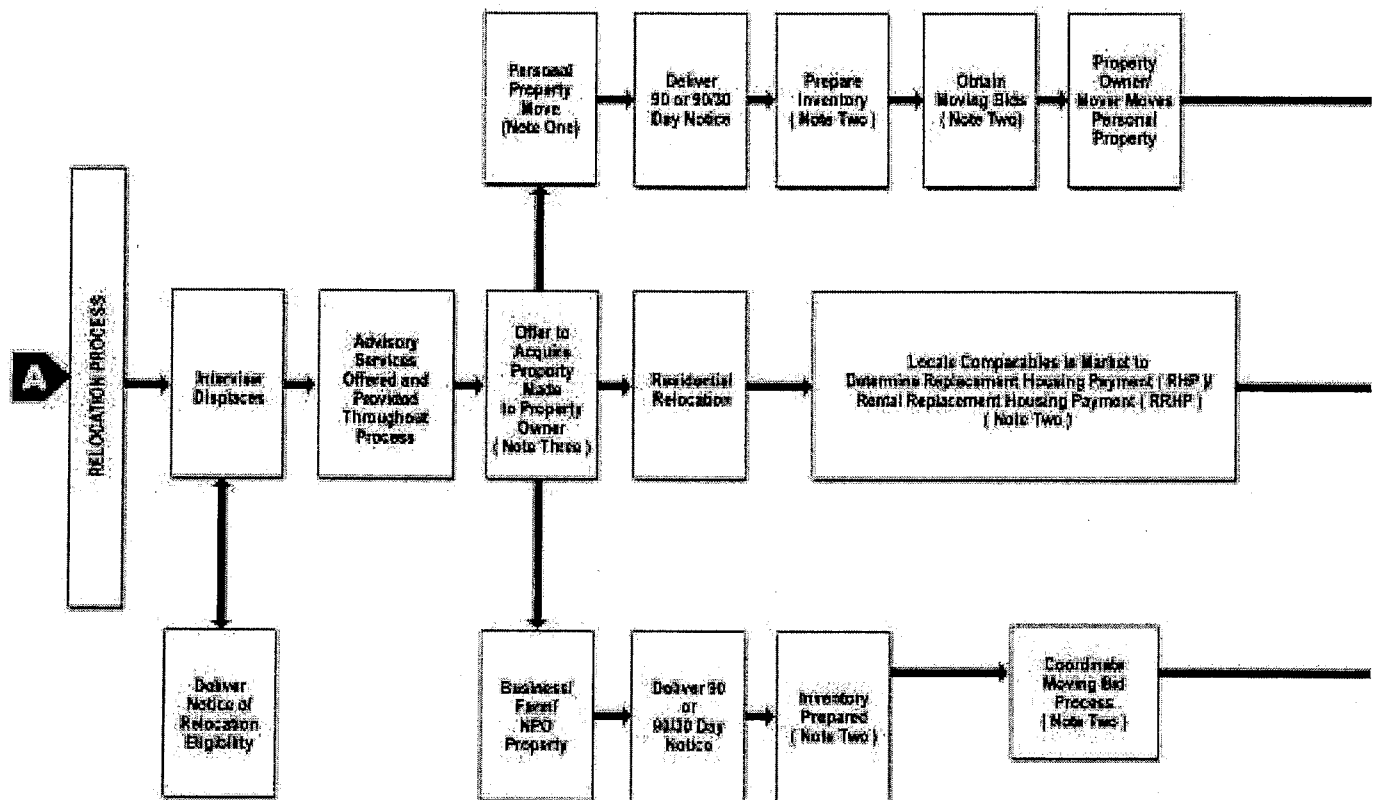 Personal
Property
Move
(Note One)
Deliver
90 or 90/30
Day Notice
Prepare
Inventory
( Note Two )
Obtain
Moving Bids
( Note Two)
Property
Owner/
Mover Moves
Personal
Property
A
RELOCATION PROCESS
Interview
Displacees
Advisory
Services
Offered and
Provided
Throughout
Process
Offer to
Acquire
Property
Made
to Property
Owner
( Note Three )
Residential
Relocation
Locate Comparables in Market to
Determine Replacement Housing Payment ( RHP )/
Rental Replacement Housing Payment ( RRHP )
( Note Two )
Deliver
Notice of
Relocation
Eligibility
Business/
Farm/
NPO
Property
Deliver 90
or
90/30 Day
Notice
Inventory
Prepared
( Note Two )
Coordinate
Moving Bid
Process
( Note Two )